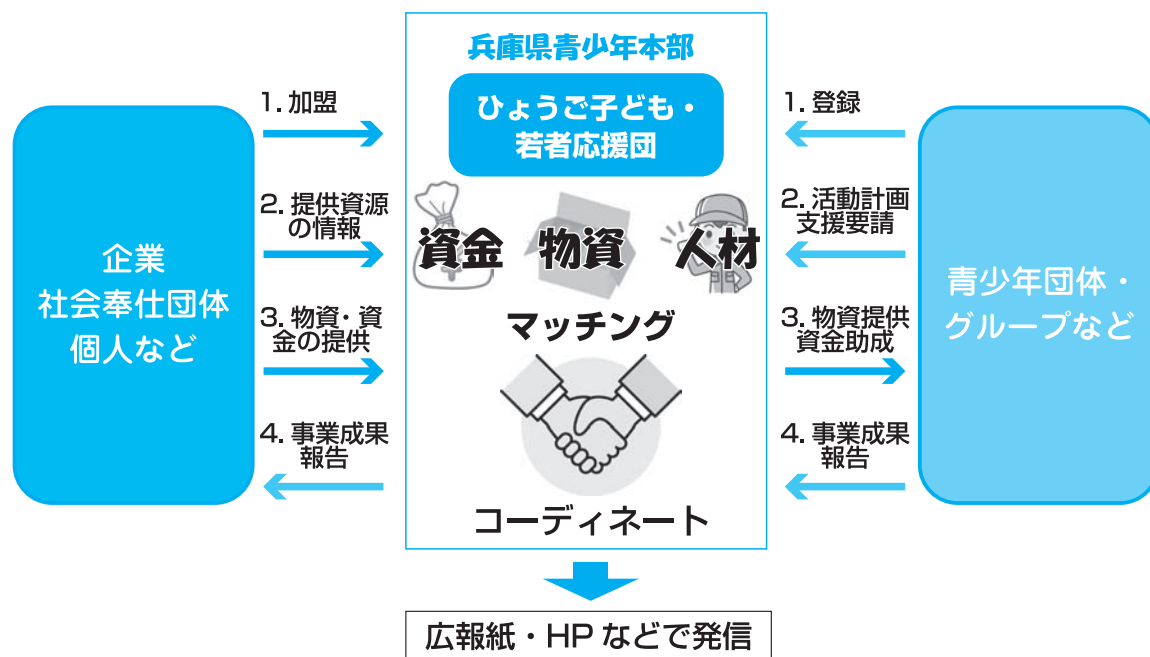 企業
社会奉仕団体
個人など
1. 加盟
2. 提供資源
の情報
3. 物資・資
金の提供
4. 事業成果
報告
兵庫県青少年本部
ひょうご子ども・
若者応援団
資金 物資 人材
マッチング
コーディネート
1. 登録
2. 活動計画
支援要請
3. 物資提供
資金助成
4. 事業成果
報告
青少年団体・
グループなど
広報紙・HP などで発信